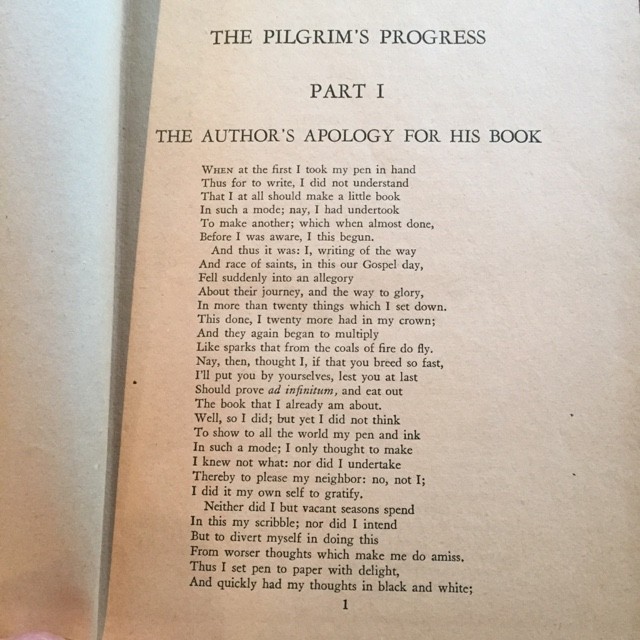 THE PILGRIM'S PROGRESS
PART I
THE AUTHOR'S APOLOGY FOR HIS BOOK
WHEN at the first I took my pen in hand
Thus for to write, I did not understand
That I at all should make a little book
In such a mode; nay, I had undertook
To make another; which when almost done,
Before I was aware, I this begun.
And thus it was: I, writing of the way
And race of saints, in this our Gospel day,
Fell suddenly into an allegory
About their journey, and the way to glory,
In more than twenty things which I set down.
This done, I twenty more had in my crown;
And they again began to multiply
Like sparks that from the coals of fire do fly.
Nay, then, thought I, if that you breed so fast,
I'll put you by yourselves, lest you at last
Should prove ad infinitum, and eat out
The book that I already am about.
Well, so I did; but yet I did not think
To show to all the world my pen and ink
In such a mode; I only thought to make
I knew not what: nor did I undertake
Thereby to please my neighbor: no, not I;
I did it my own self to gratify.
Neither did I but vacant seasons spend
In this my scribble; nor did I intend
But to divert myself in doing this
From worser thoughts which make me do amiss.
Thus I set pen to paper with delight,
And quickly had my thoughts in black and white;
1